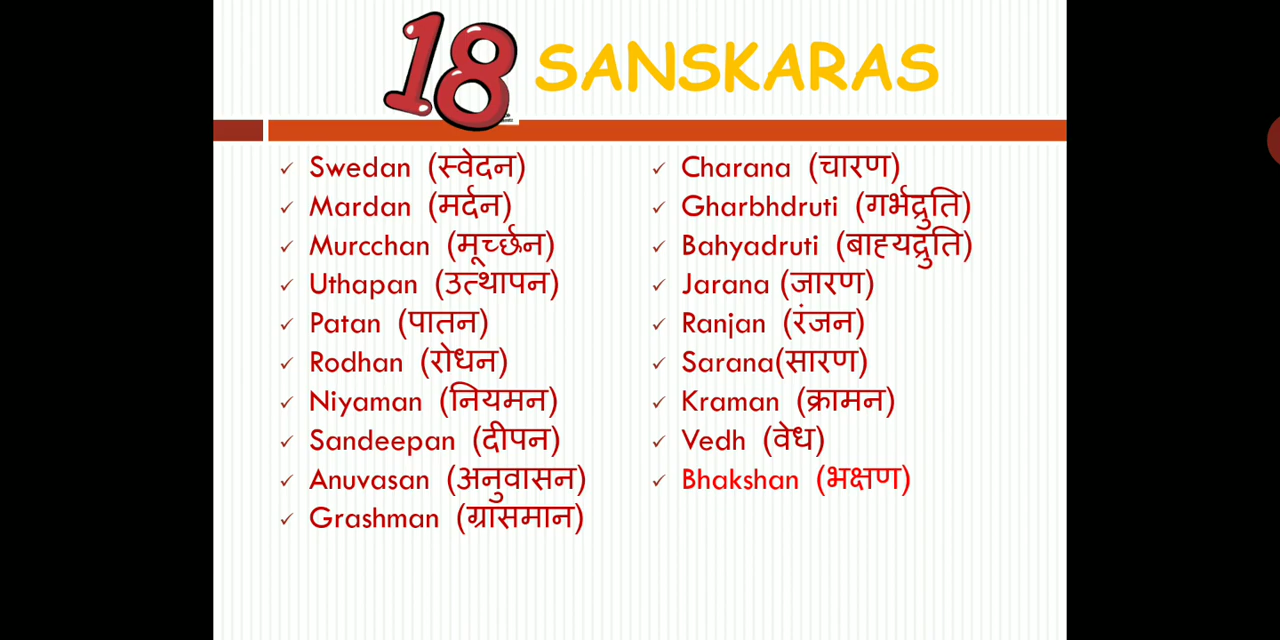 18 SANSKARAS
Swedan (स्वेदन)
Mardan (मर्दन)
Murcchan (मूर्च्छन)
Uthapan (उत्थापन)
Patan (पातन)
Rodhan (रोधन)
Niyaman (नियमन)
Sandeepan (दीपन)
Anuvasan (अनुवासन)
Grashman (ग्रासमान)
Charana (चारण)
Gharbhdruti (गर्भद्रुति)
Bahyadruti (बाह्यद्रुति)
Jarana (जारण)
Ranjan (रंजन)
Sarana(सारण)
Kraman (क्रामन)
Vedh (वेध)
Bhakshan (भक्षण)